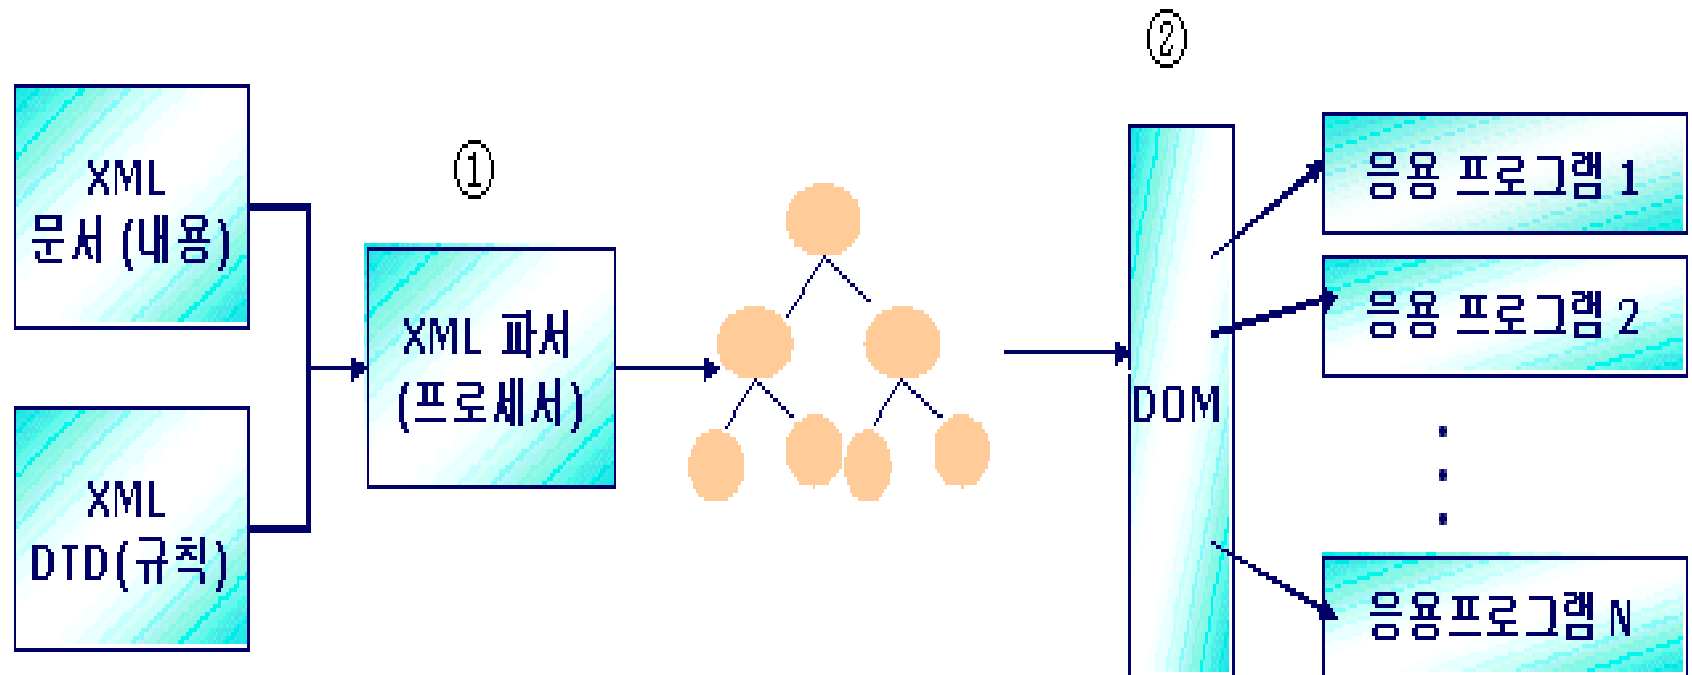 ②
①
XML
문서 (내용)
XML 파서
(프로세서)
XML
DTD(규칙)
DOM
응용 프로그램 1
응용 프로그램 2
응용프로그램 N